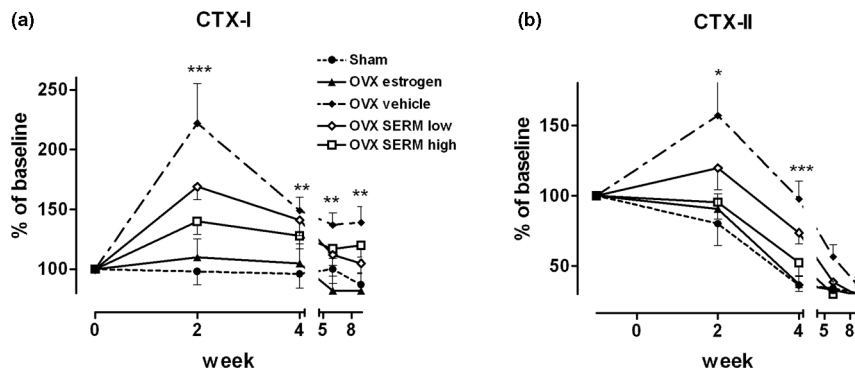 (a)
CTX-I
Sham
OVX estrogen
OVX vehicle
OVX SERM low
OVX SERM high
% of baseline
250
200
150
100
***
**
**
**
0
2
4
5
8
week
(b)
CTX-II
% of baseline
150
100
50
*
***
0
2
4
5
8
week